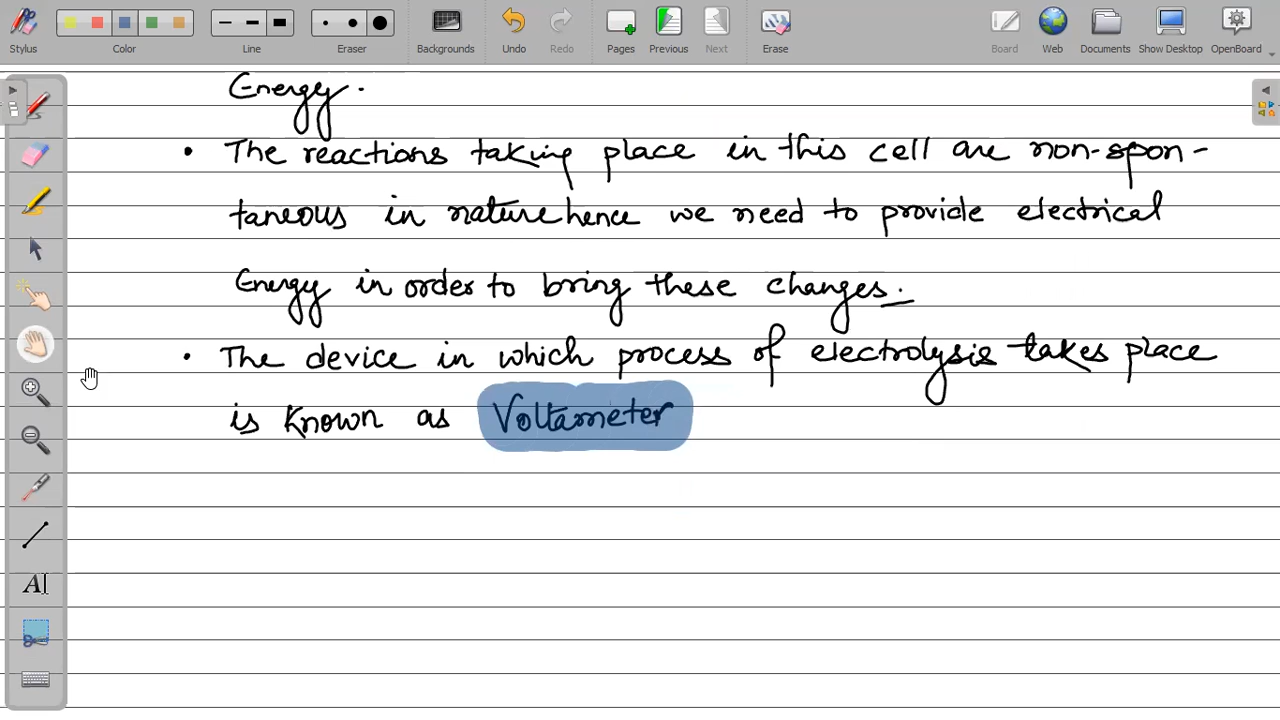 Stylus Color Line Eraser Backgrounds Undo Redo Pages Previous Next Erase Board Web Documents Show Desktop OpenBoard
Energy.
• The reactions taking place in this cell are non-spon-
taneous in nature hence we need to provide electrical
Energy in order to bring these changes.
• The device in which process of electrolysis takes place
is known as Voltameter
AI